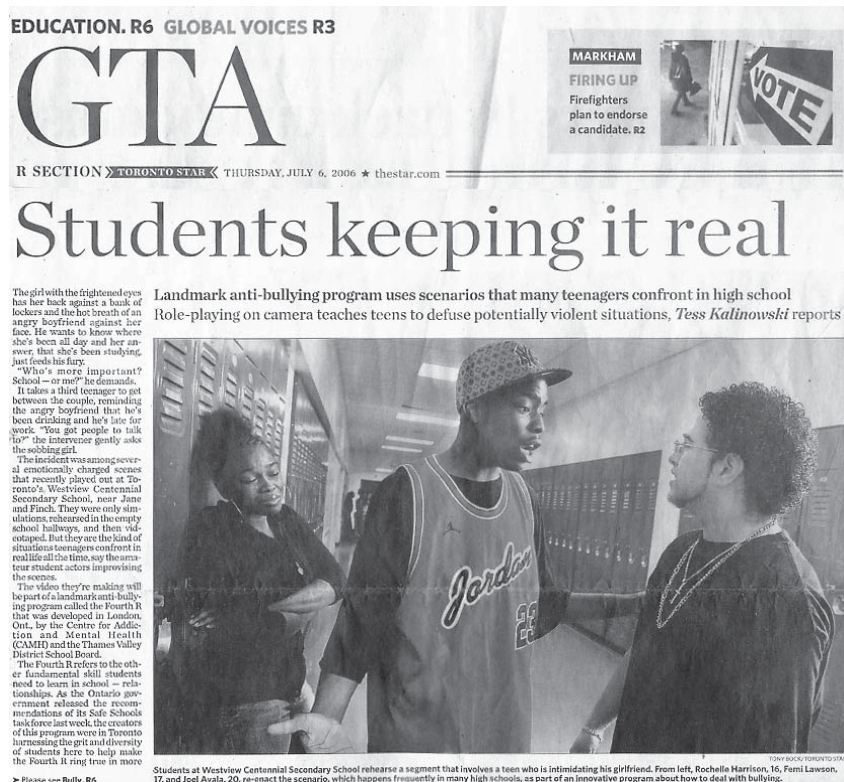 EDUCATION. R6 GLOBAL VOICES R3
GTA
MARKHAM
FIRING UP
Firefighters
plan to endorse
a candidate. R2
VOTE
R SECTION TORONTO STAR THURSDAY, JULY 6, 2006 ★ thestar.com
Students keeping it real
Landmark anti-bullying program uses scenarios that many teenagers confront in high school
Role-playing on camera teaches teens to defuse potentially violent situations, Tess Kalinowski reports
The girl with the frightened eyes
has her back against a bank of
lockers and the hot breath of an
angry boyfriend against her
face. He wants to know where
she's been all day and her an-
swer, that she's been studying,
just feeds his fury.
"Who's more important?
School — or me?" he demands.
It takes a third teenager to get
between the couple, reminding
the angry boyfriend that he's
been drinking and he's late for
work. "You got people to talk
to?" the intervener gently asks
the sobbing girl.
The incident was among sever-
al emotionally charged scenes
that recently played out at To-
ronto's Westview Centennial
Secondary School, near Jane
and Finch. They were only sim-
ulations, rehearsed in the empty
school hallways, and then vid-
eotaped. But they are the kind of
situations teenagers confront in
real life all the time, say the ama-
teur student actors improvising
the scenes.
The video they're making will
be part of a landmark anti-bully-
ing program called the Fourth R
that was developed in London,
Ont., by the Centre for Addic-
tion and Mental Health
(CAMH) and the Thames Valley
District School Board.
The Fourth R refers to the oth-
er fundamental skill students
need to learn in school — rela-
tionships. As the Ontario gov-
ernment released the recom-
mendations of its Safe Schools
task force last week, the creators
of this program were in Toronto
harnessing the grit and diversity
of students here to help make
the Fourth R ring true in more
➤ Please see Bully, R6
Jordan
23
TONY BOCK/TORONTO STAR
Students at Westview Centennial Secondary School rehearse a segment that involves a teen who is intimidating his girlfriend. From left, Rochelle Harrison, 16, Femi Lawson,
17, and Joel Ayala, 20, re-enact the scenario, which happens frequently in many high schools, as part of an innovative program about how to deal with bullying.